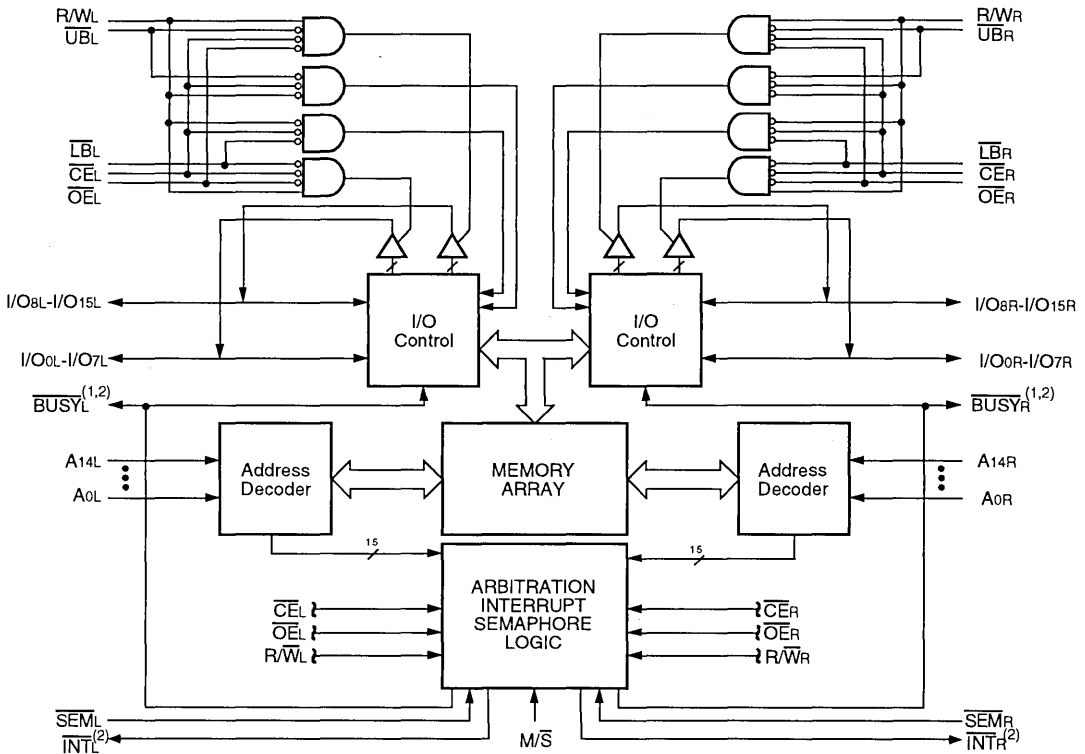 R/WL
UBL
R/WR
UBR
LBL
CEL
OEL
LBR
CER
OER
I/O8L-I/O15L
I/O
Control
I/O
Control
I/O8R-I/O15R
I/O0L-I/O7L
I/O0R-I/O7R
BUSYL(1,2)
BUSYR(1,2)
A14L
A0L
Address
Decoder
MEMORY
ARRAY
Address
Decoder
A14R
A0R
15
15
ARBITRATION
INTERRUPT
SEMAPHORE
LOGIC
CEL
OEL
R/WL
CER
OER
R/WR
SEML
INTL(2)
M/S
SEMR
INTR(2)